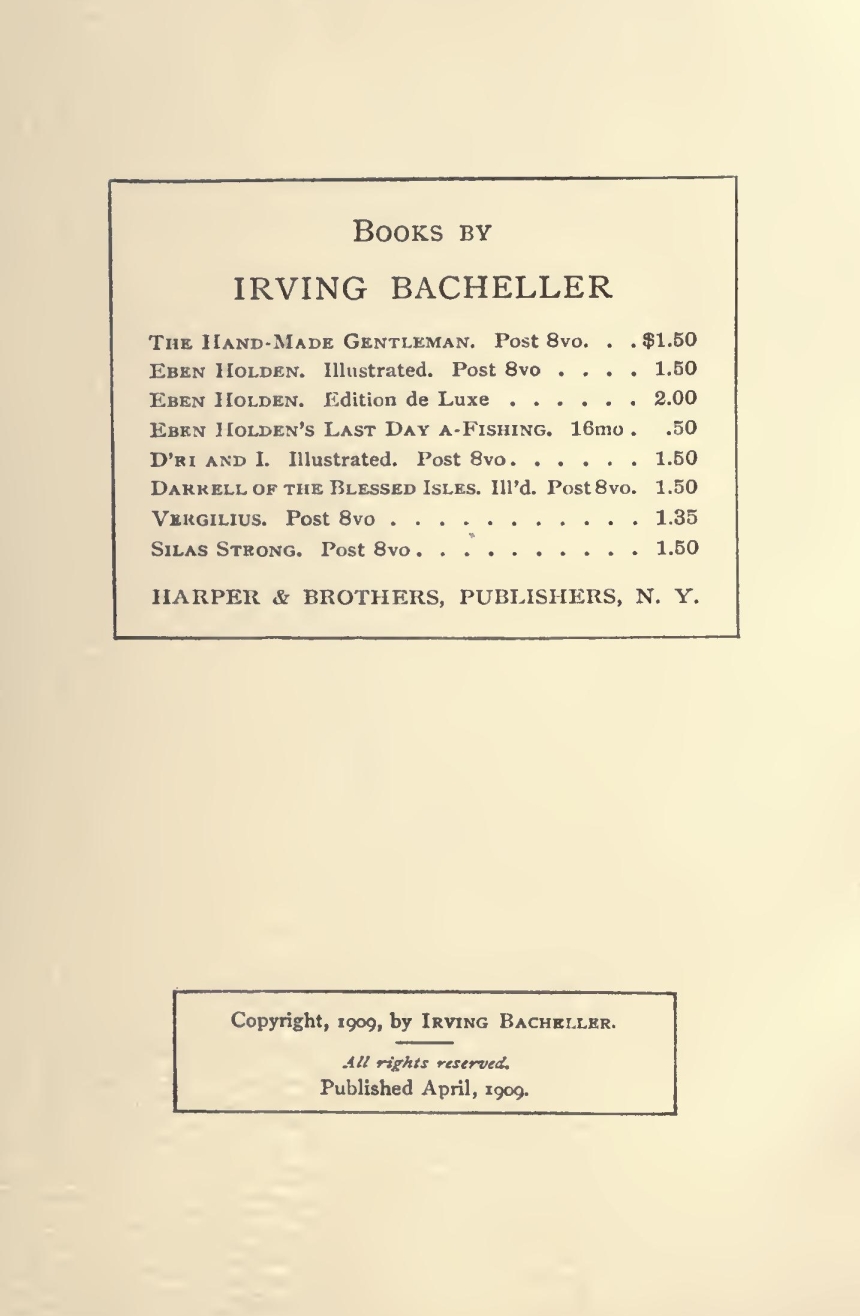 BOOKS BY
IRVING BACHELLER
THE HAND-MADE GENTLEMAN. Post 8vo. . . $1.50
EBEN HOLDEN. Illustrated. Post 8vo . . . . 1.50
EBEN HOLDEN. Edition de Luxe . . . . . . 2.00
EBEN HOLDEN'S LAST DAY A-FISHING. 16mo . .50
D'RI AND I. Illustrated. Post 8vo. . . . . . 1.50
DARRELL OF THE BLESSED ISLES. Ill'd. Post 8vo. 1.50
VERGILIUS. Post 8vo . . . . . . . . . . . 1.35
SILAS STRONG. Post 8vo . . . . . . . . . . 1.50
HARPER & BROTHERS, PUBLISHERS, N. Y.
Copyright, 1909, by IRVING BACHELLER.
All rights reserved.
Published April, 1909.